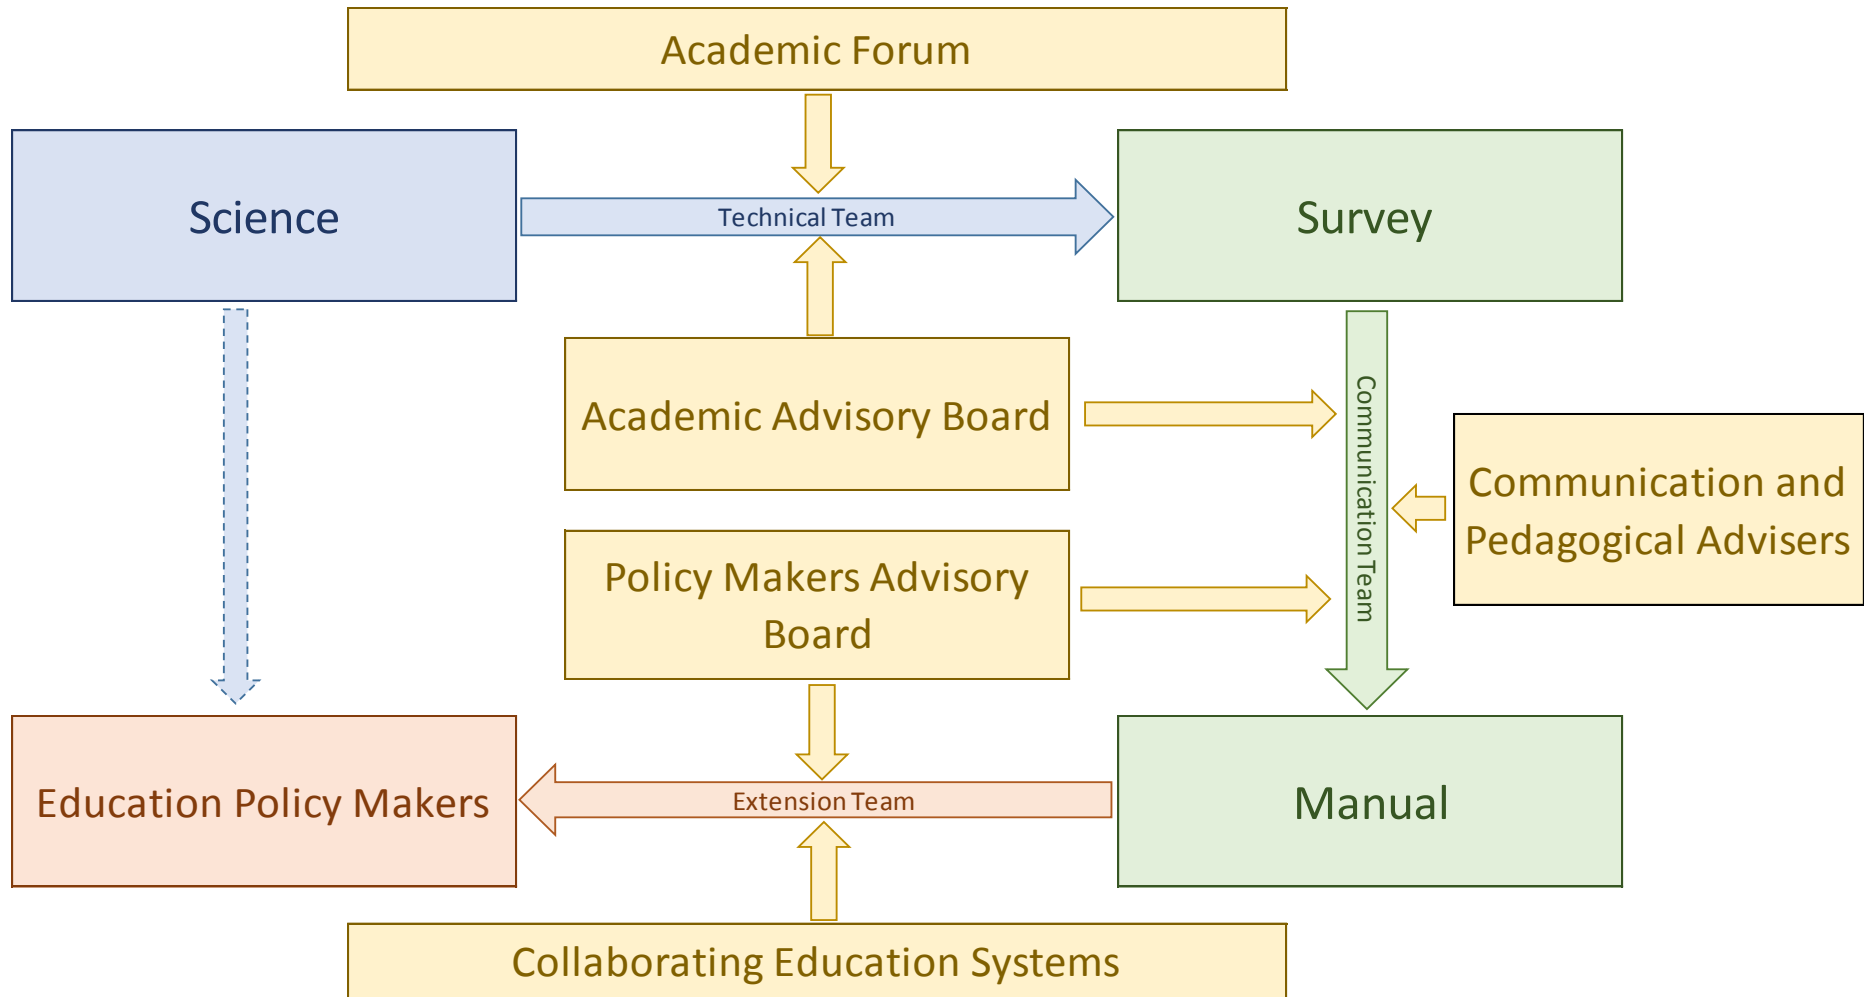 Academic Forum
Science
Technical Team
Survey
Academic Advisory Board
Communication Team
Communication and
Pedagogical Advisers
Policy Makers Advisory
Board
Education Policy Makers
Extension Team
Manual
Collaborating Education Systems